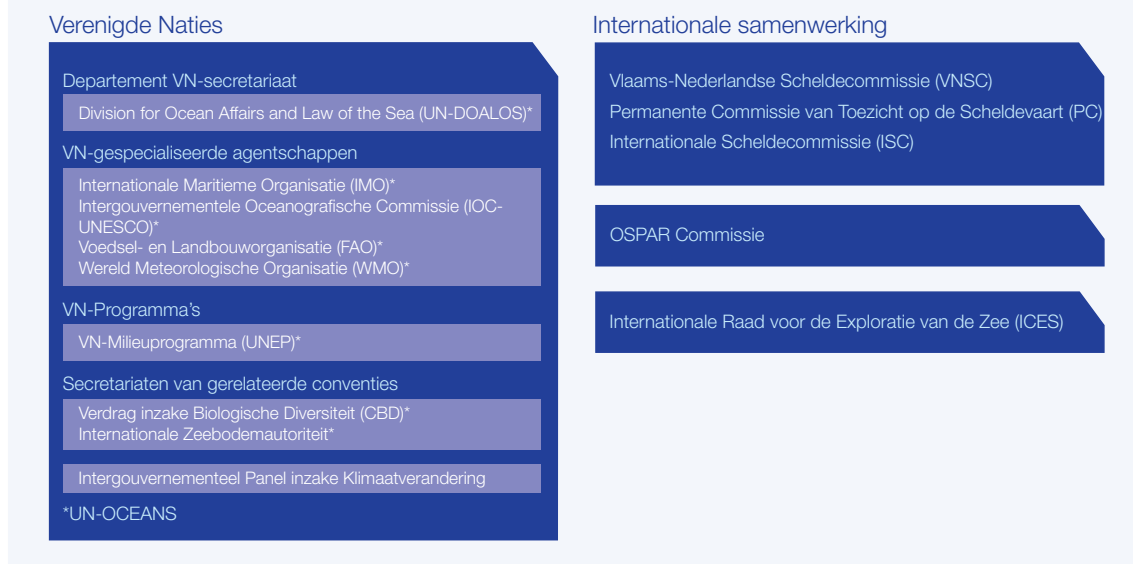 Verenigde Naties
Departement VN-secretariaat
Division for Ocean Affairs and Law of the Sea (UN-DOALOS)*
VN-gespecialiseerde agentschappen
Internationale Maritieme Organisatie (IMO)*
Intergouvernementele Oceanografische Commissie (IOC-
UNESCO)*
Voedsel- en Landbouworganisatie (FAO)*
Wereld Meteorologische Organisatie (WMO)*
VN-Programma’s
VN-Milieuprogramma (UNEP)*
Secretariaten van gerelateerde conventies
Verdrag inzake Biologische Diversiteit (CBD)*
Internationale Zeebodemautoriteit*
Intergouvernementeel Panel inzake Klimaatverandering
*UN-OCEANS
Internationale samenwerking
Vlaams-Nederlandse Scheldecommissie (VNSC)
Permanente Commissie van Toezicht op de Scheldevaart (PC)
Internationale Scheldecommissie (ISC)
OSPAR Commissie
Internationale Raad voor de Exploratie van de Zee (ICES)